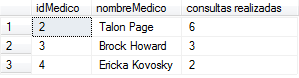 idMedico nombreMedico consultas realizadas
1 2 Talon Page 6
2 3 Brock Howard 3
3 4 Ericka Kovosky 2